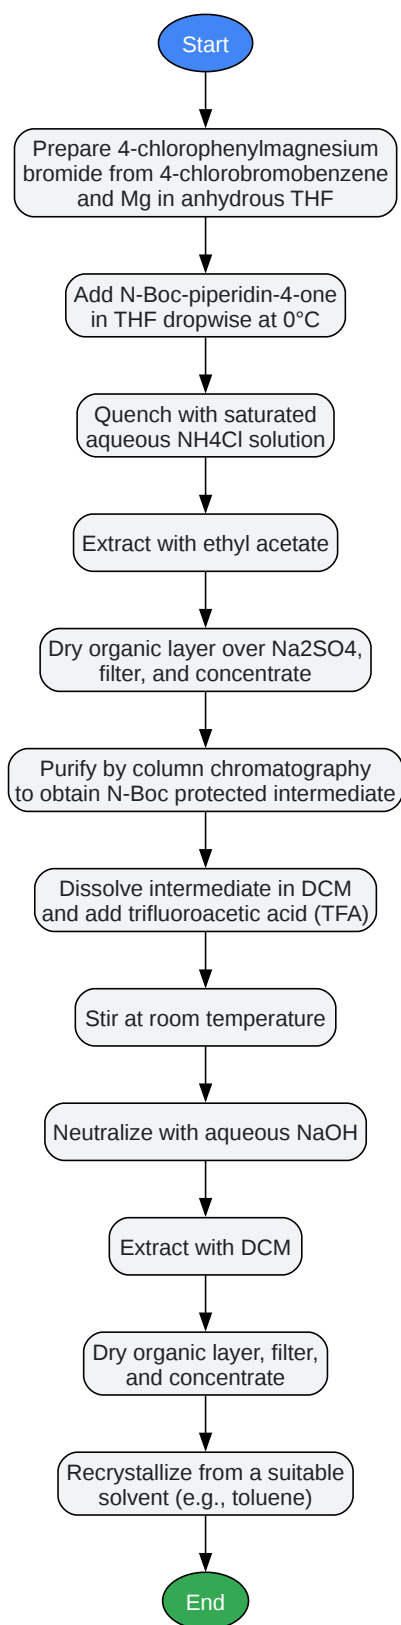 Start
Prepare 4-chlorophenylmagnesium
bromide from 4-chlorobromobenzene
and Mg in anhydrous THF
Add N-Boc-piperidin-4-one
in THF dropwise at 0°C
Quench with saturated
aqueous NH4Cl solution
Extract with ethyl acetate
Dry organic layer over Na2SO4,
filter, and concentrate
Purify by column chromatography
to obtain N-Boc protected intermediate
Dissolve intermediate in DCM
and add trifluoroacetic acid (TFA)
Stir at room temperature
Neutralize with aqueous NaOH
Extract with DCM
Dry organic layer, filter,
and concentrate
Recrystallize from a suitable
solvent (e.g., toluene)
End